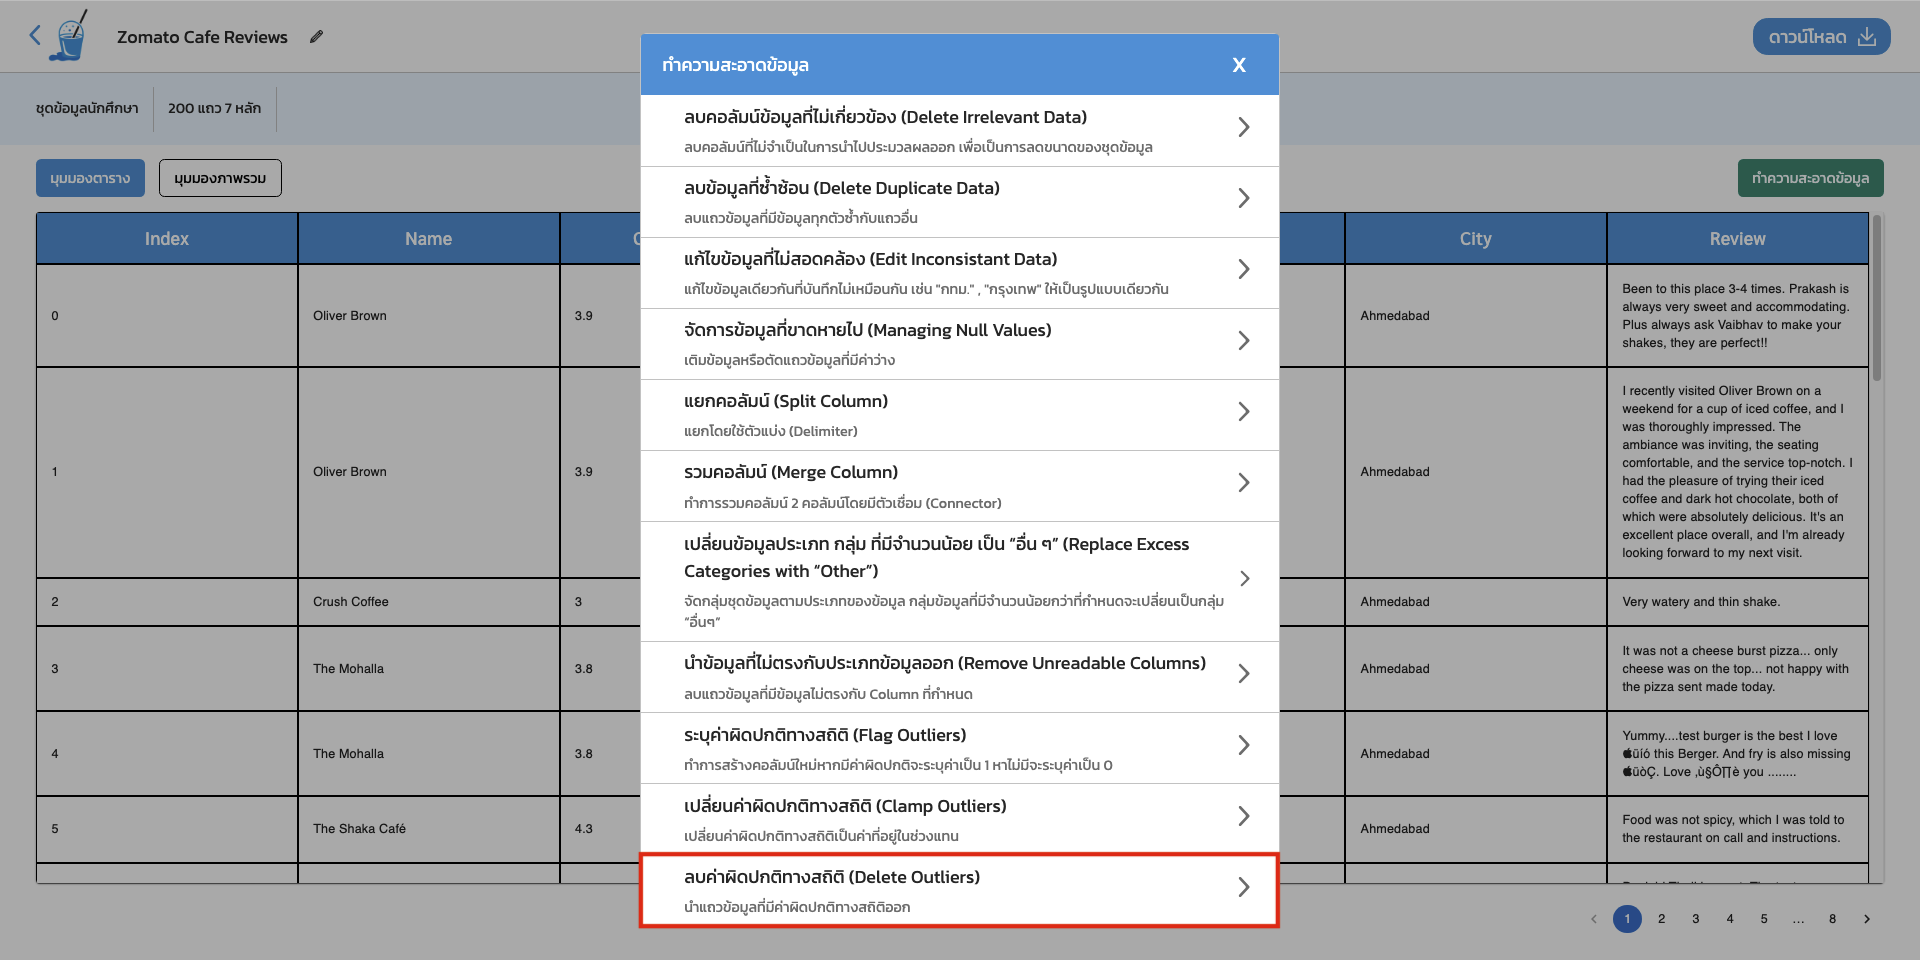 Zomato Cafe Reviews
ดาวน์โหลด
ชุดข้อมูลนักศึกษา
200 แถว 7 หลัก
มุมมองตาราง
มุมมองภาพรวม
ทำความสะอาดข้อมูล
ทำความสะอาดข้อมูล
X
ลบคอลัมน์ข้อมูลที่ไม่เกี่ยวข้อง (Delete Irrelevant Data)
ลบคอลัมน์ที่ไม่จำเป็นในการนำไปประมวลผลออก เพื่อเป็นการลดขนาดของชุดข้อมูล
ลบข้อมูลที่ซ้ำซ้อน (Delete Duplicate Data)
ลบแถวข้อมูลที่มีข้อมูลทุกตัวซ้ำกับแถวอื่น
แก้ไขข้อมูลที่ไม่สอดคล้อง (Edit Inconsistant Data)
แก้ไขข้อมูลเดียวกันที่บันทึกไม่เหมือนกัน เช่น "กทม." , "กรุงเทพ" ให้เป็นรูปแบบเดียวกัน
จัดการข้อมูลที่ขาดหายไป (Managing Null Values)
เติมข้อมูลหรือตัดแถวข้อมูลที่มีค่าว่าง
แยกคอลัมน์ (Split Column)
แยกโดยใช้ตัวแบ่ง (Delimiter)
รวมคอลัมน์ (Merge Column)
ทำการรวมคอลัมน์ 2 คอลัมน์โดยมีตัวเชื่อม (Connector)
เปลี่ยนข้อมูลประเภท กลุ่ม ที่มีจำนวนน้อย เป็น “อื่น ๆ” (Replace Excess
Categories with “Other”)
จัดกลุ่มชุดข้อมูลตามประเภทของข้อมูล กลุ่มข้อมูลที่มีจำนวนน้อยกว่าที่กำหนดจะเปลี่ยนเป็นกลุ่ม
“อื่นๆ”
นำข้อมูลที่ไม่ตรงกับประเภทข้อมูลออก (Remove Unreadable Columns)
ลบแถวข้อมูลที่มีข้อมูลไม่ตรงกับ Column ที่กำหนด
ระบุค่าผิดปกติทางสถิติ (Flag Outliers)
ทำการสร้างคอลัมน์ใหม่หากมีค่าผิดปกติจะระบุค่าเป็น 1 หาไม่มีจะระบุค่าเป็น 0
เปลี่ยนค่าผิดปกติทางสถิติ (Clamp Outliers)
เปลี่ยนค่าผิดปกติทางสถิติเป็นค่าที่อยู่ในช่วงแทน
ลบค่าผิดปกติทางสถิติ (Delete Outliers)
นำแถวข้อมูลที่มีค่าผิดปกติทางสถิติออก
Index Name City Review
0 Oliver Brown 3.9 Ahmedabad
Been to this place 3-4 times. Prakash is
always very sweet and accommodating.
Plus always ask Vaibhav to make your
shakes, they are perfect!!
1 Oliver Brown 3.9 Ahmedabad
I recently visited Oliver Brown on a
weekend for a cup of iced coffee, and I
was thoroughly impressed. The
ambiance was inviting, the seating
comfortable, and the service top-notch. I
had the pleasure of trying their iced
coffee and dark hot chocolate, both of
which were absolutely delicious. It's an
excellent place overall, and I'm already
looking forward to my next visit.
2 Crush Coffee 3 Ahmedabad Very watery and thin shake.
3 The Mohalla 3.8 Ahmedabad
It was not a cheese burst pizza... only
cheese was on the top... not happy with
the pizza sent made today.
4 The Mohalla 3.8 Ahmedabad
Yummy....test burger is the best I love
üíó this Berger. And fry is also missing
üòÇ. Love ‚ù§Ô∏è you ........
5 The Shaka Café 4.3 Ahmedabad
Food was not spicy, which I was told to
the restaurant on call and instructions.
1 2 3 4 5 ... 8